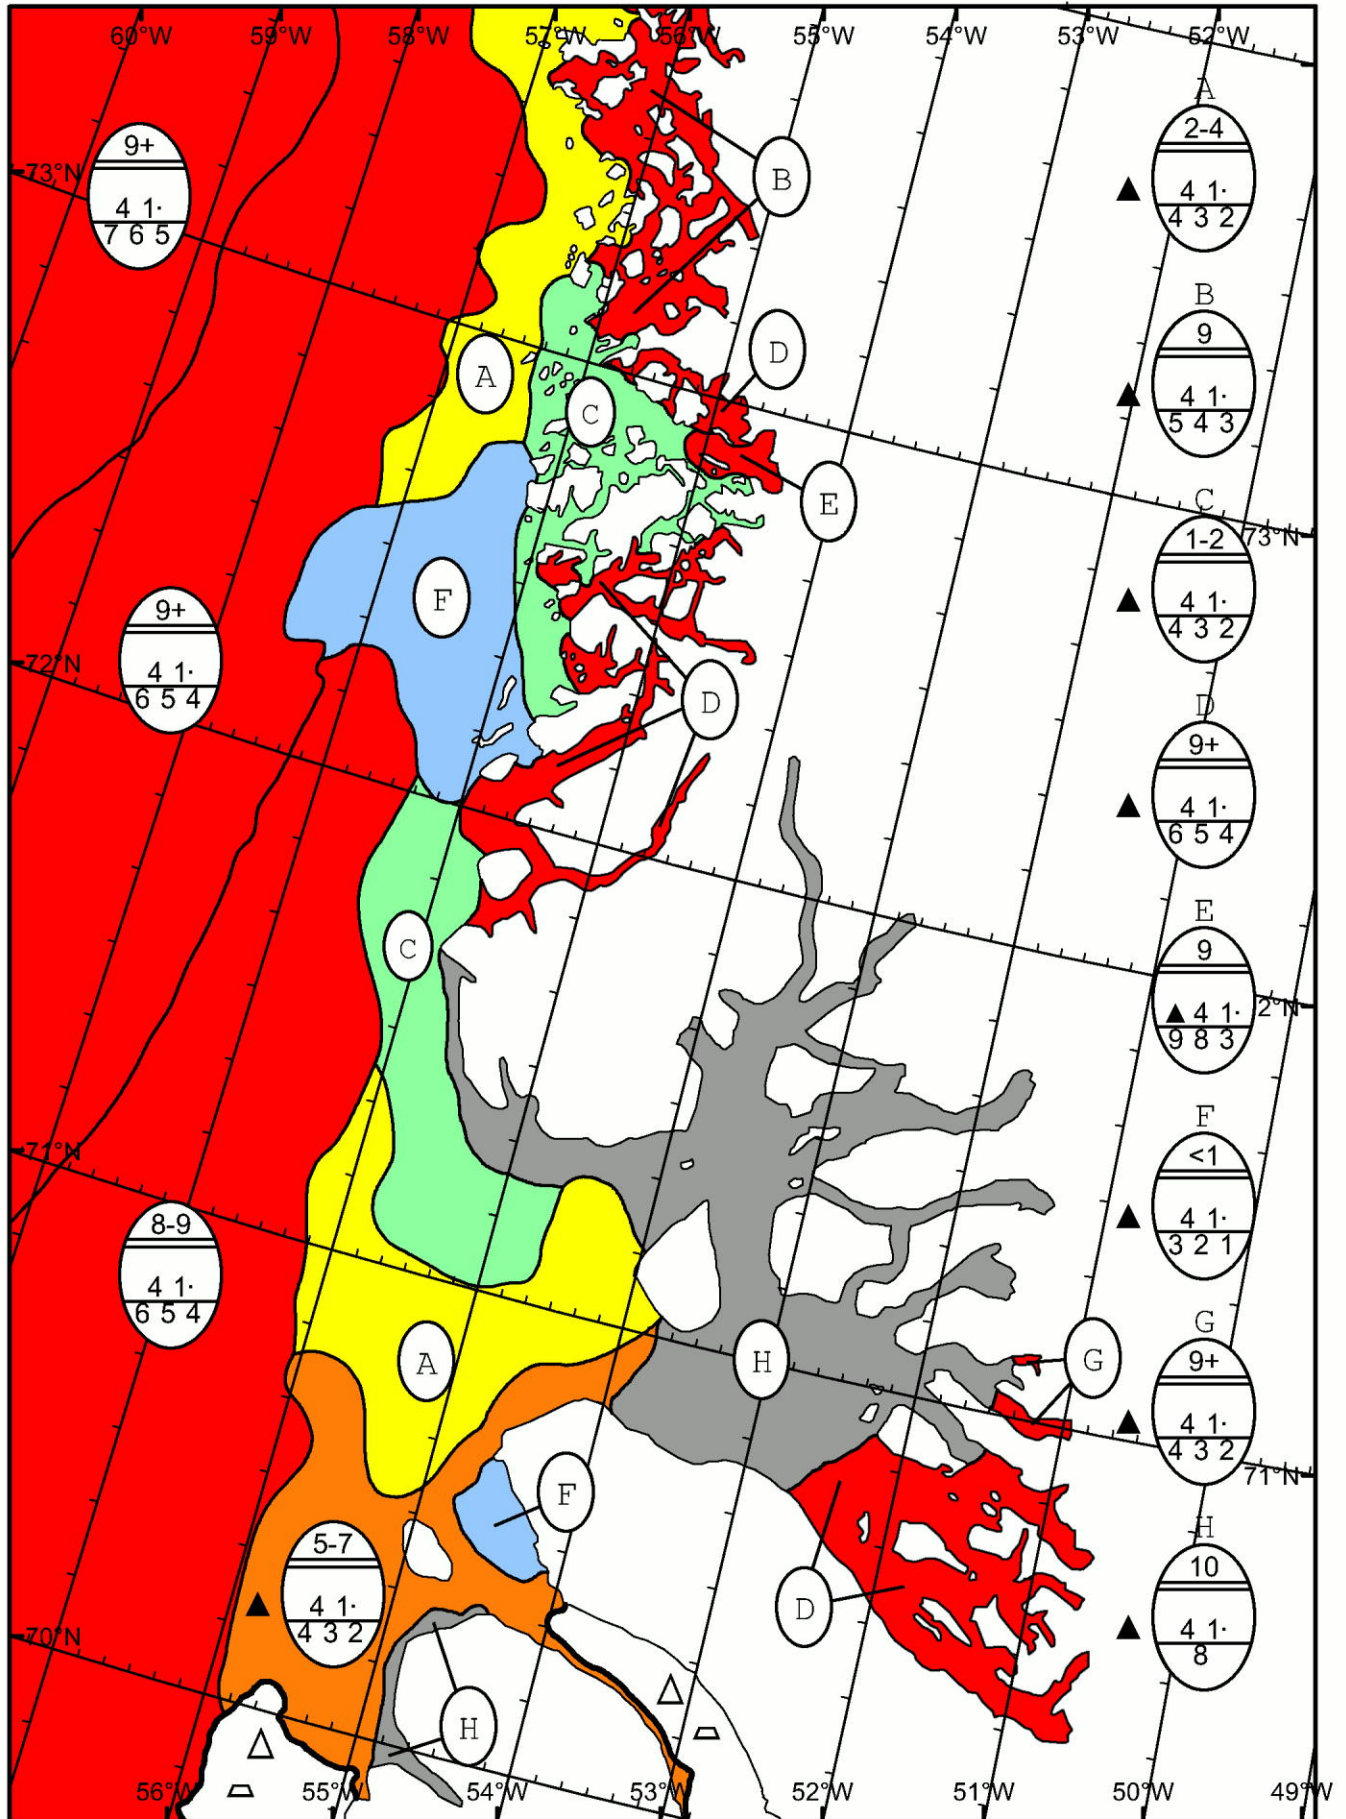 60°W 59°W 58°W 57°W 56°W 55°W 54°W 53°W 52°W
A
2-4
4 1·
4 3 2
9+
4 1·
7 6 5
73°N
B
B
9
4 1·
5 4 3
D
A
C
E
C
1-2
4 1·
4 3 2
73°N
F
9+
4 1·
6 5 4
72°N
D
D
9+
4 1·
6 5 4
E
9
▲ 4 1·
9 8 3
2°N
C
F
<1
4 1·
3 2 1
71°N
8-9
4 1·
6 5 4
A
H
G
G
9+
4 1·
4 3 2
71°N
F
5-7
4 1·
4 3 2
D
H
10
4 1·
8
70°N
H
56°W 55°W 54°W 53°W 52°W 51°W 50°W 49°W